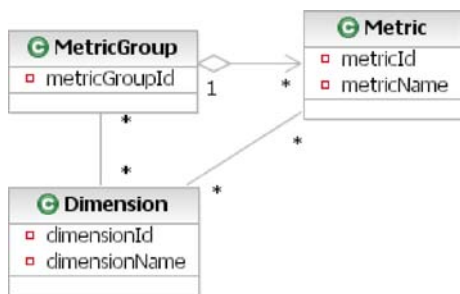 MetricGroup
metricGroupId
Metric
metricId
metricName
1
*
*
*
*
*
Dimension
dimensionId
dimensionName